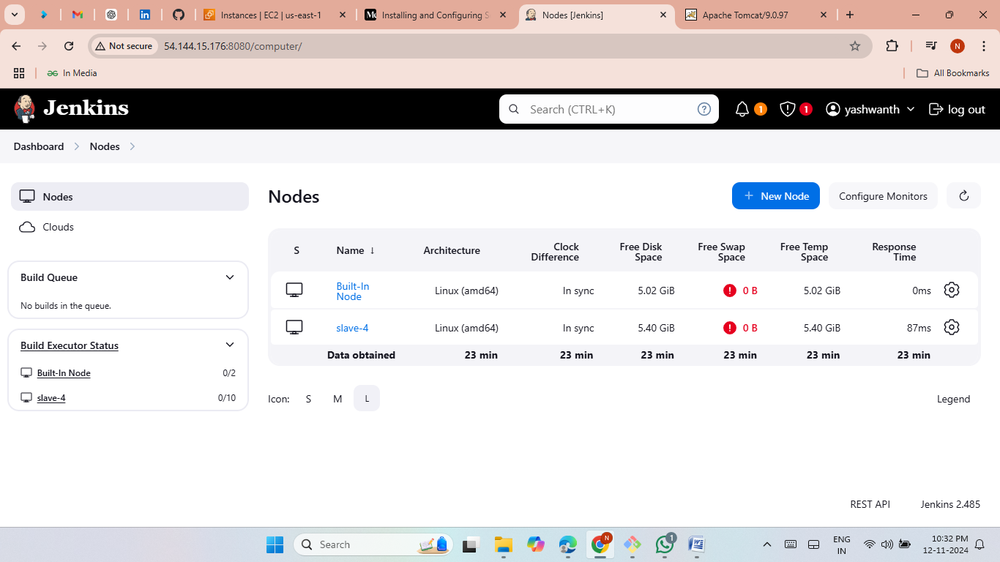 Instances | EC2 | us-east-1
Installing and Configuring S
Nodes [Jenkins]
Apache Tomcat/9.0.97
Not secure
54.144.15.176:8080/computer/
N
In Media
All Bookmarks
Jenkins
Search (CTRL+K)
?
1
1
yashwanth
log out
Dashboard
Nodes
Nodes
Clouds
Build Queue
No builds in the queue.
Build Executor Status
Built-In Node 0/2
slave-4 0/10
Nodes
+ New Node
Configure Monitors
S Name ↓ Architecture Clock Difference Free Disk Space Free Swap Space Free Temp Space Response Time
Built-In Node Linux (amd64) In sync 5.02 GiB ! 0 B 5.02 GiB 0ms
slave-4 Linux (amd64) In sync 5.40 GiB ! 0 B 5.40 GiB 87ms
Data obtained 23 min 23 min 23 min 23 min 23 min 23 min
Icon: S M L
Legend
REST API
Jenkins 2.485
Search
N
1
ENG
IN
10:32 PM
12-11-2024